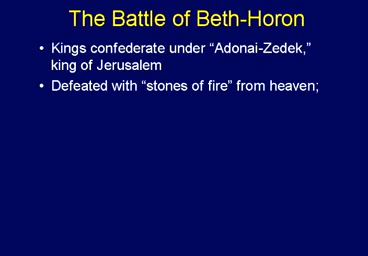 The Battle of Beth-Horon
• Kings confederate under “Adonai-Zedek,”
king of Jerusalem
• Defeated with “stones of fire” from heaven;